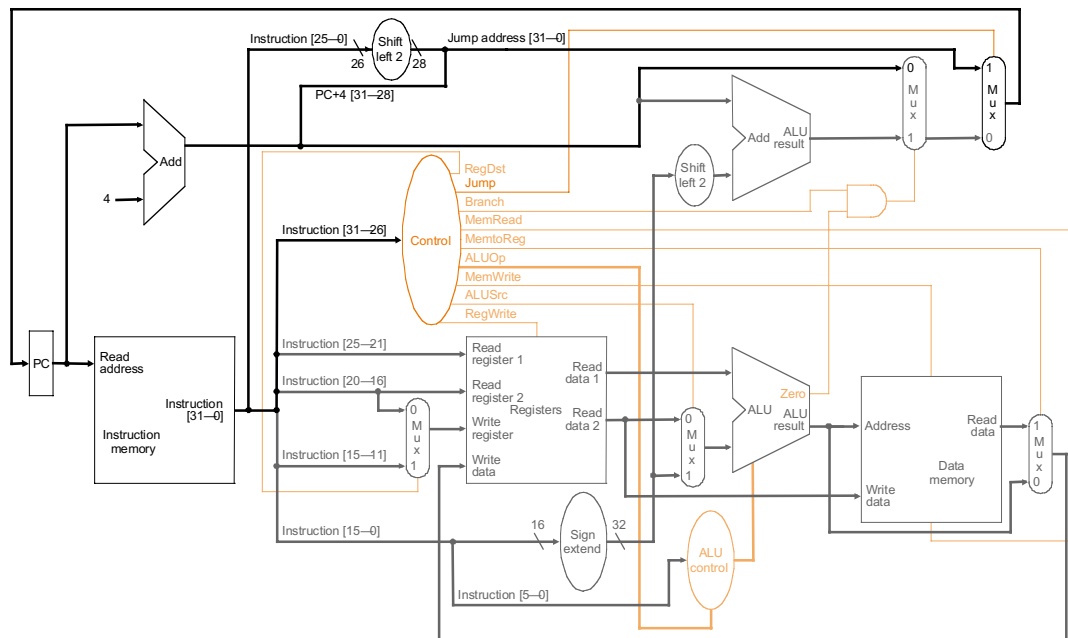 Instruction [25—0]
Shift
left 2
Jump address [31—0]
26
28
PC+4 [31—28]
Add
4
Add
ALU
result
0
M
u
x
1
1
M
u
x
0
Shift
left 2
RegDst
Jump
Branch
MemRead
MemtoReg
ALUOp
MemWrite
ALUSrc
RegWrite
Control
Instruction [31—26]
PC
Read
address
Instruction
[31—0]
Instruction
memory
Instruction [25—21]
Instruction [20—16]
Instruction [15—11]
0
M
u
x
1
Read
register 1
Read
register 2
Write
register
Write
data
Registers
Read
data 1
Read
data 2
0
M
u
x
1
ALU
Zero
ALU
result
Address
Write
data
Read
data
Data
memory
1
M
u
x
0
Instruction [15—0]
16
Sign
extend
32
ALU
control
Instruction [5—0]